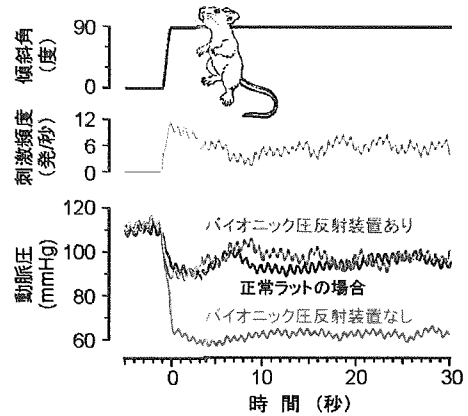 傾斜角
(度)
90
0
刺激頻度
(発/秒)
12
6
0
動脈圧
(mmHg)
120
100
80
60
バイオニック圧反射装置あり
正常ラットの場合
バイオニック圧反射装置なし
0 10 20 30
時間 (秒)